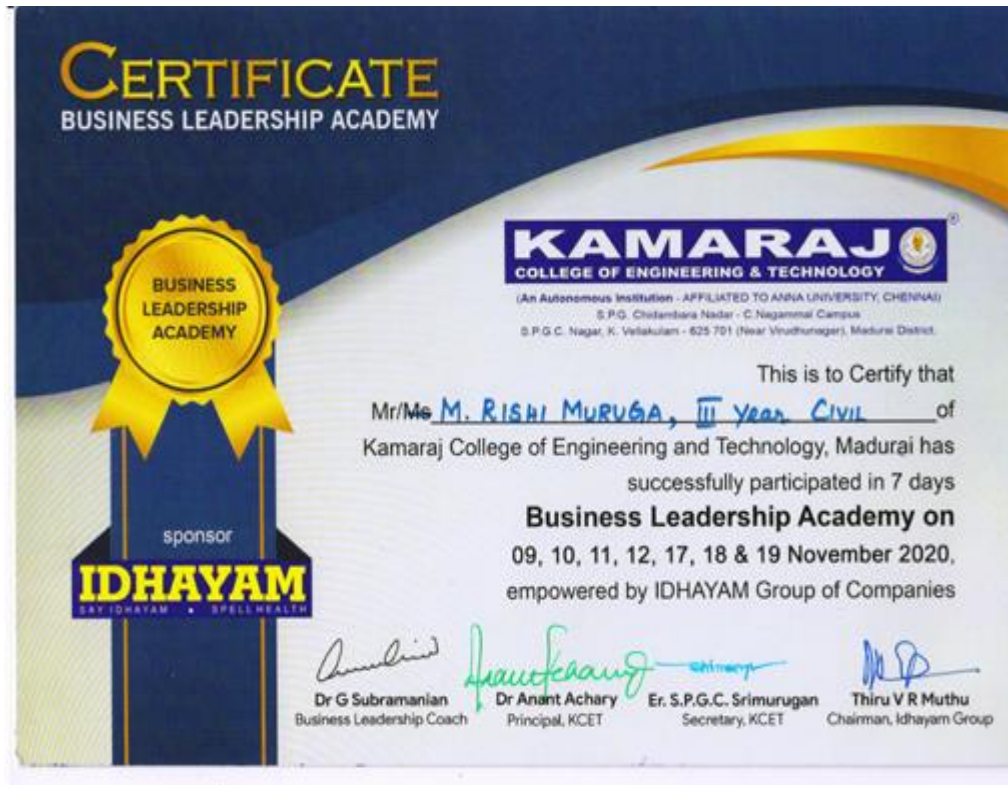 CERTIFICATE
BUSINESS LEADERSHIP ACADEMY
BUSINESS
LEADERSHIP
ACADEMY
KAMARAJ
COLLEGE OF ENGINEERING & TECHNOLOGY
®
(An Autonomous Institution - AFFILIATED TO ANNA UNIVERSITY, CHENNAI)
S.P.G. Chidambara Nadar - C.Nagammal Campus
S.P.G.C. Nagar, K. Vellakulam - 625 701 (Near Virudhunagar), Madurai District.
This is to Certify that
Mr/Ms M. RISHI MURUGA, III Year CIVIL of
Kamaraj College of Engineering and Technology, Madurai has
successfully participated in 7 days
Business Leadership Academy on
09, 10, 11, 12, 17, 18 & 19 November 2020,
empowered by IDHAYAM Group of Companies
sponsor
IDHAYAM
SAY IDHAYAM • SPELL HEALTH
Dr G Subramanian
Business Leadership Coach
Dr Anant Achary
Principal, KCET
Er. S.P.G.C. Srimurugan
Secretary, KCET
Thiru V R Muthu
Chairman, Idhayam Group